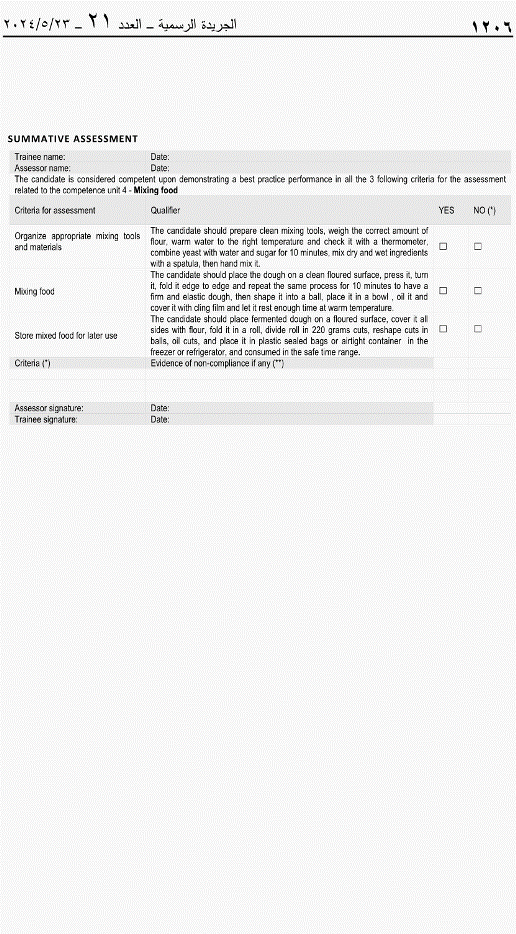 ١٢٠٦ الجريدة الرسمية – العدد ٢١ – ٢٠٢٤/٥/٢٣
SUMMATIVE ASSESSMENT
Trainee name: Date:
Assessor name: Date:
The candidate is considered competent upon demonstrating a best practice performance in all the 3 following criteria for the assessment
related to the competence unit 4 - Mixing food
Criteria for assessment Qualifier YES NO (*)
Organize appropriate mixing tools
and materials
The candidate should prepare clean mixing tools, weigh the correct amount of
flour, warm water to the right temperature and check it with a thermometer,
combine yeast with water and sugar for 10 minutes, mix dry and wet ingredients
with a spatula, then hand mix it.
☐ ☐
Mixing food
The candidate should place the dough on a clean floured surface, press it, turn
it, fold it edge to edge and repeat the same process for 10 minutes to have a
firm and elastic dough, then shape it into a ball, place it in a bowl , oil it and
cover it with cling film and let it rest enough time at warm temperature.
☐ ☐
Store mixed food for later use
The candidate should place fermented dough on a floured surface, cover it all
sides with flour, fold it in a roll, divide roll in 220 grams cuts, reshape cuts in
balls, oil cuts, and place it in plastic sealed bags or airtight container in the
freezer or refrigerator, and consumed in the safe time range.
☐ ☐
Criteria (*) Evidence of non-compliance if any (**)
Assessor signature: Date:
Trainee signature: Date: